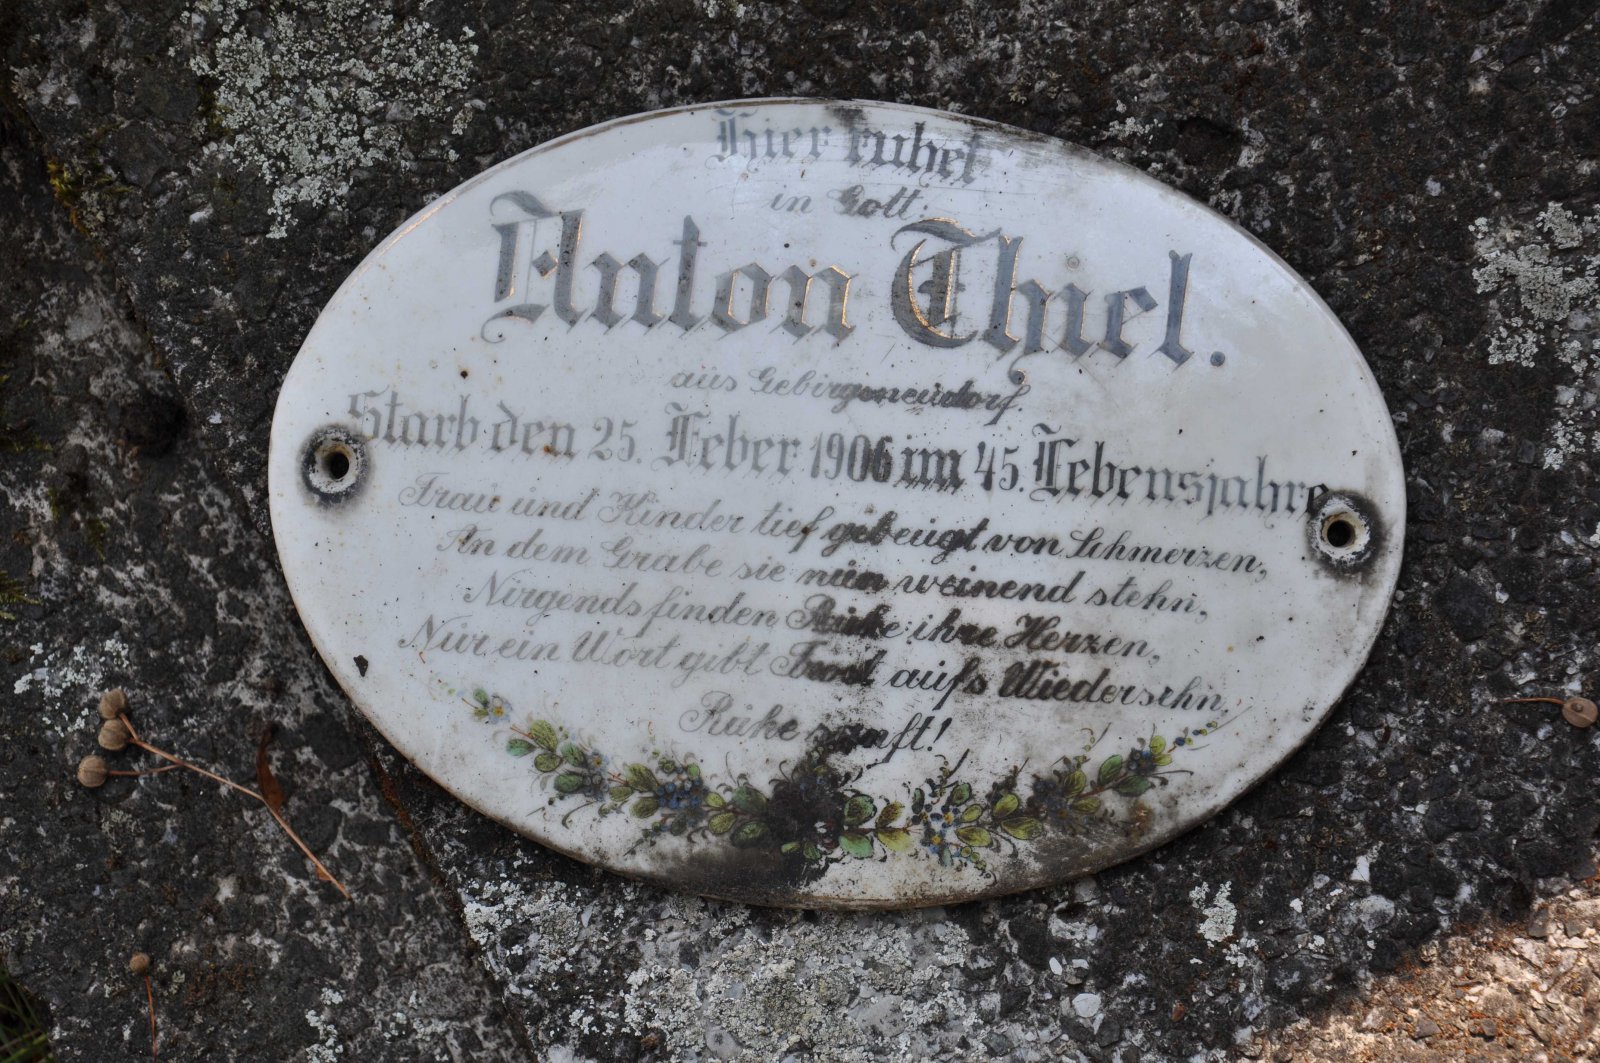 Hier ruhet
in Gott:
Anton Thiel.
aus Gebirgsneudorf.
Starb den 25. Feber 1906 im 45. Lebensjahre
Frau und Kinder tief gebeugt von Schmerzen,
An dem Grabe sie nun weinend stehn,
Nirgends finden Ruhe ihre Herzen,
Nur ein Wort gibt Trost aufs Wiedersehn,
Ruhe sanft!